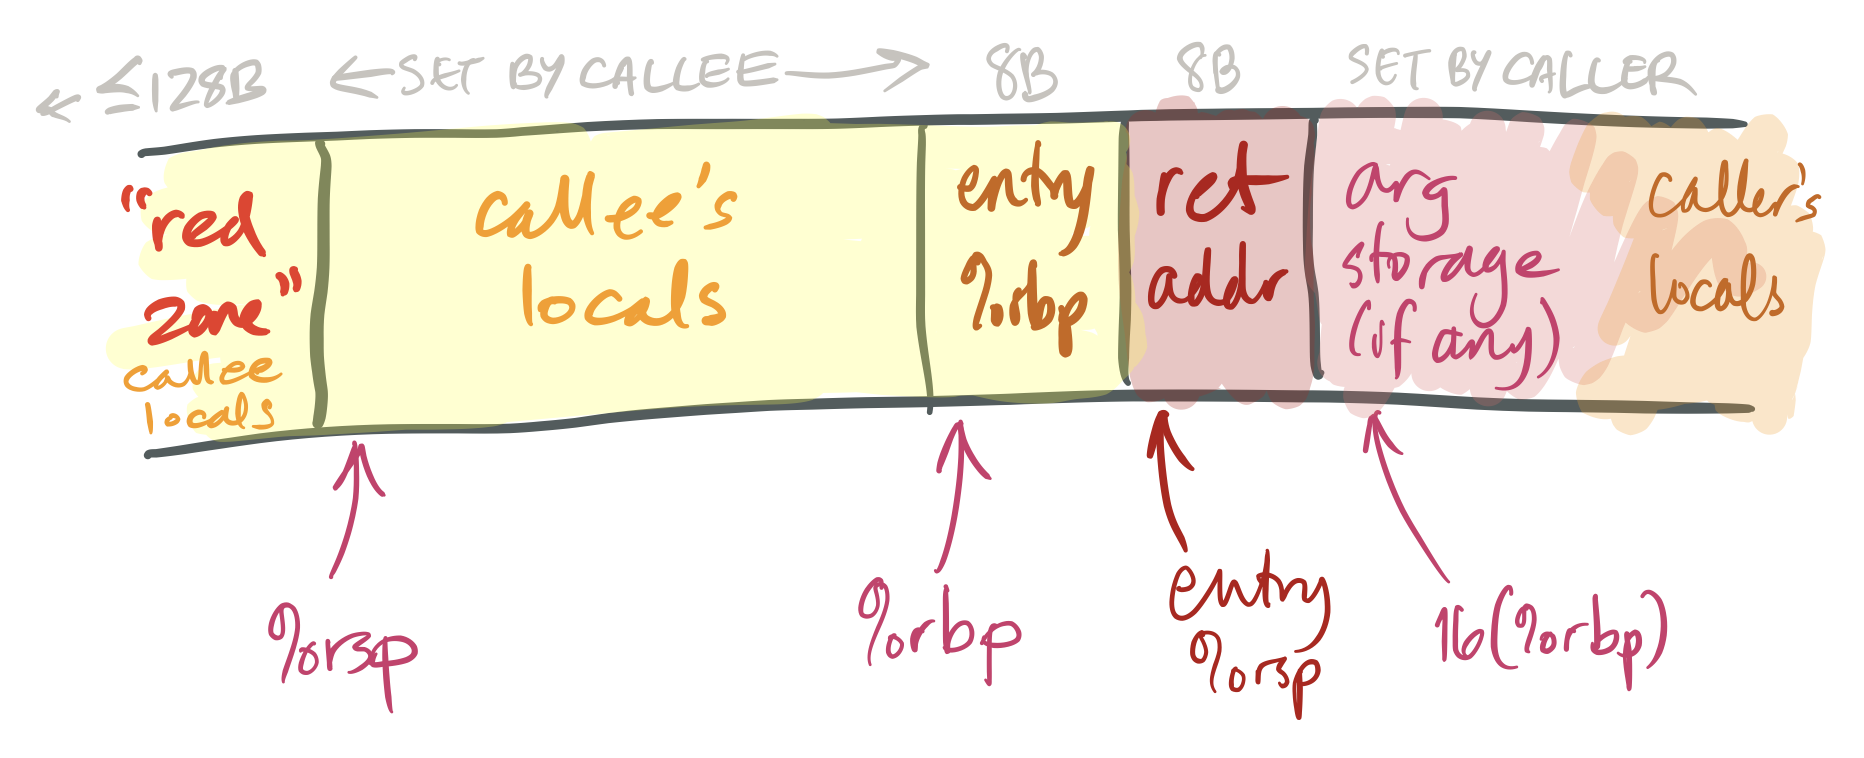 ≤128B
←SET BY CALLEE→
8B
8B
SET BY CALLER
"red
zone"
callee
locals
callee's
locals
entry
%rbp
ret
addr
arg
storage
(if any)
caller's
locals
%rsp
%rbp
entry
%rsp
16(%rbp)